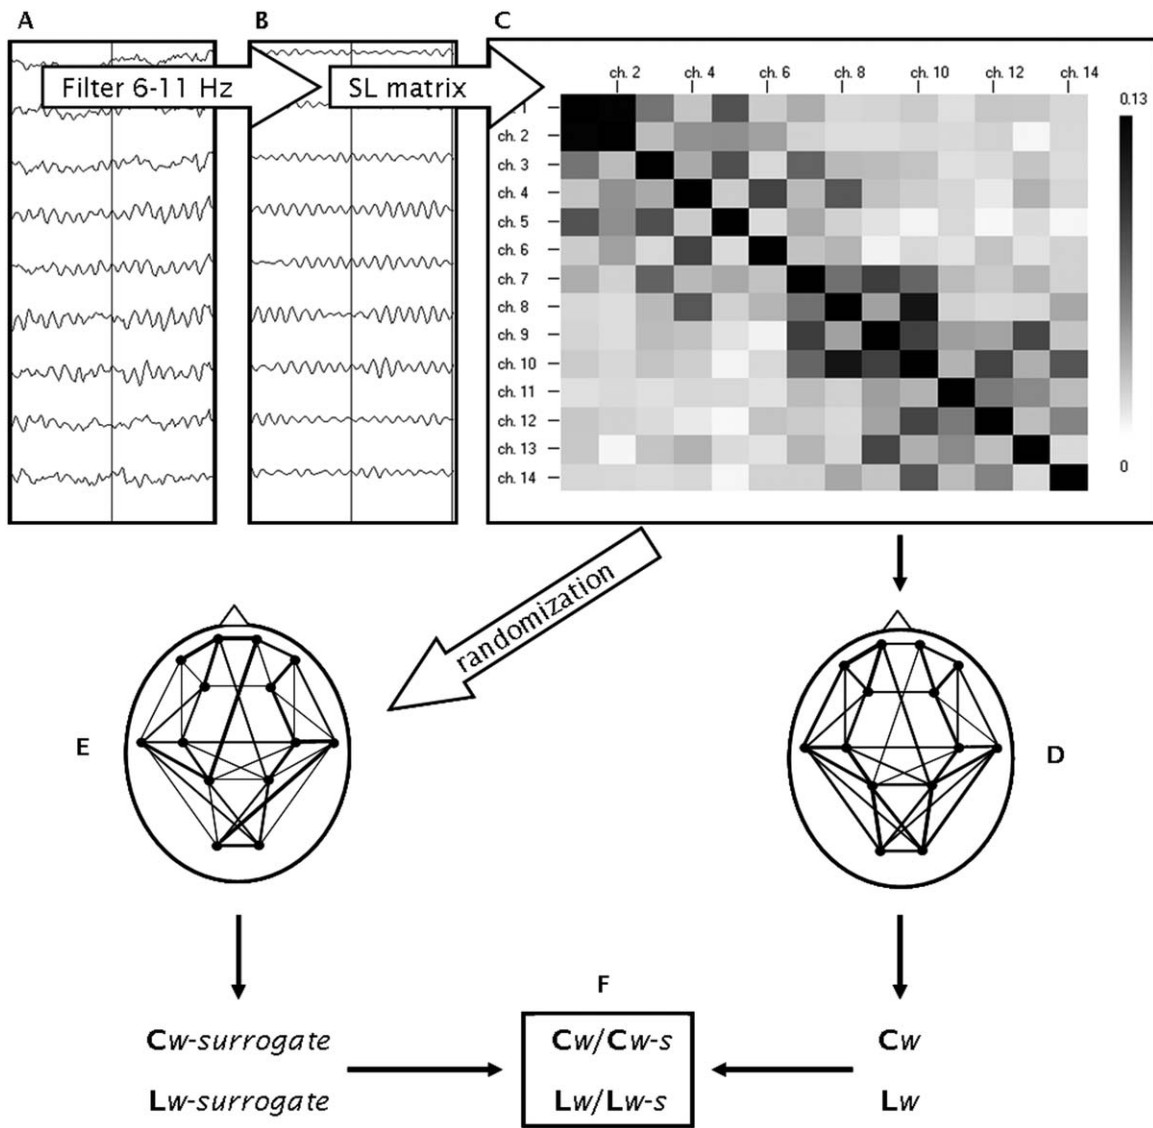 A
B
C
Filter 6-11 Hz
SL matrix
ch. 2 ch. 4 ch. 6 ch. 8 ch. 10 ch. 12 ch. 14
1
ch. 2
ch. 3
ch. 4
ch. 5
ch. 6
ch. 7
ch. 8
ch. 9
ch. 10
ch. 11
ch. 12
ch. 13
ch. 14
0.13
0
randomization
E
D
F
Cw-surrogate
Lw-surrogate
Cw/Cw-s
Lw/Lw-s
Cw
Lw